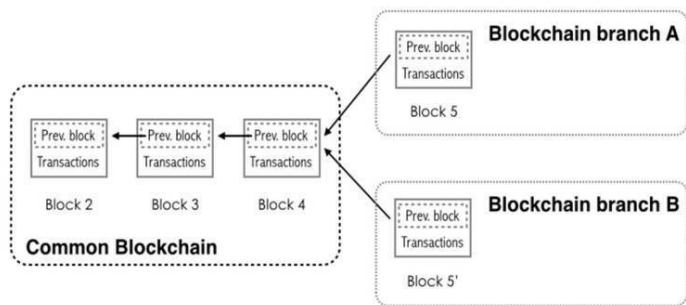 Blockchain branch A
Prev. block
Transactions
Block 5
Prev. block
Transactions
Block 2
Prev. block
Transactions
Block 3
Prev. block
Transactions
Block 4
Common Blockchain
Blockchain branch B
Prev. block
Transactions
Block 5'